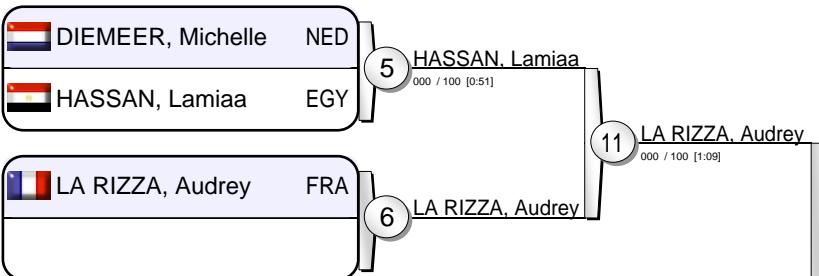 DIEMEER, Michelle NED
HASSAN, Lamiaa EGY
5
HASSAN, Lamiaa
000 / 100 [0:51]
11
LA RIZZA, Audrey
000 / 100 [1:09]
LA RIZZA, Audrey FRA
6
LA RIZZA, Audrey